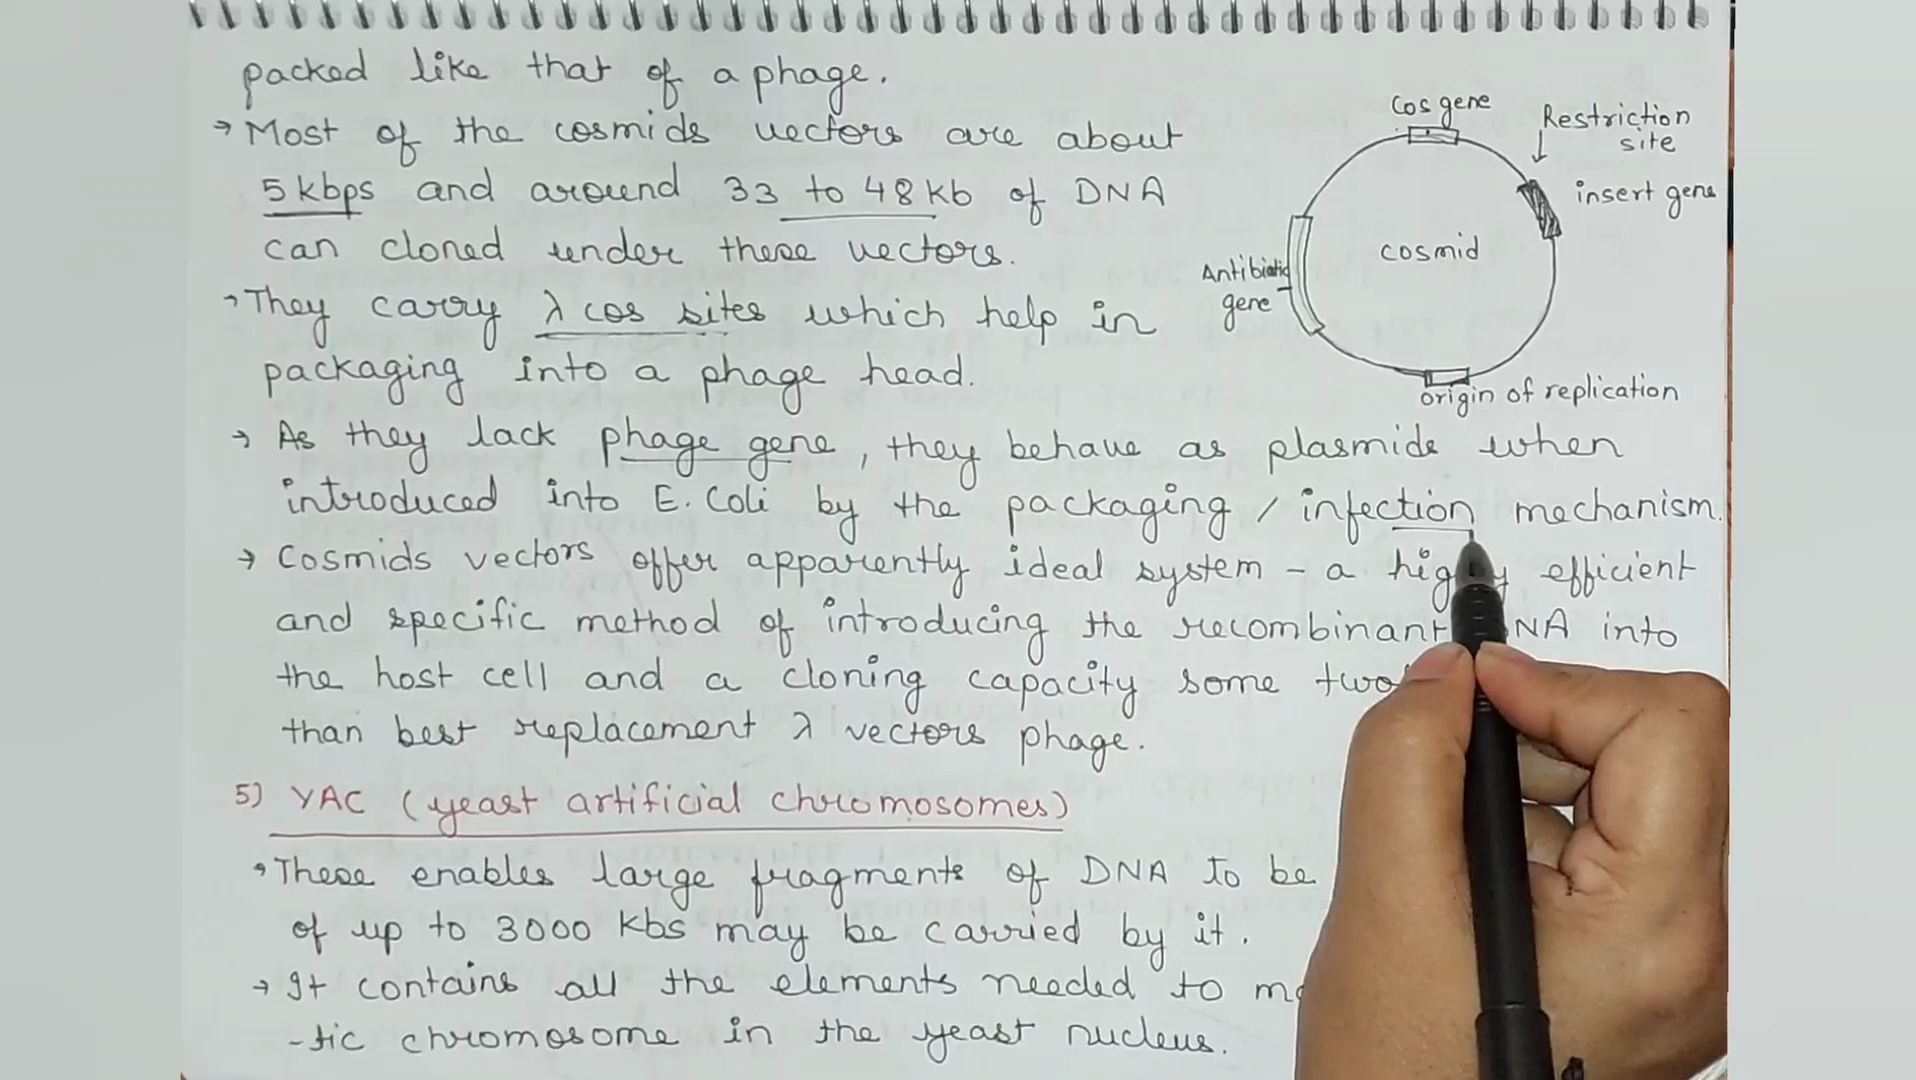 packed like that of a phage.
→ Most of the cosmids vectors are about
5 kbps and around 33 to 48 kb of DNA
can cloned under these vectors.
→ They carry λ cos sites which help in
packaging into a phage head.
cos gene
Restriction
site
insert gene
cosmid
Antibiotic
gene
origin of replication
→ As they lack phage gene, they behave as plasmids when
introduced into E. Coli by the packaging / infection mechanism.
→ Cosmids vectors offer apparently ideal system - a highly efficient
and specific method of introducing the recombinant DNA into
the host cell and a cloning capacity some two
than best replacement λ vectors phage.
5) YAC (yeast artificial chromosomes)
→ These enables large fragments of DNA to be
of up to 3000 Kbs may be carried by it.
→ It contains all the elements needed to
-tic chromosome in the yeast nucleus.